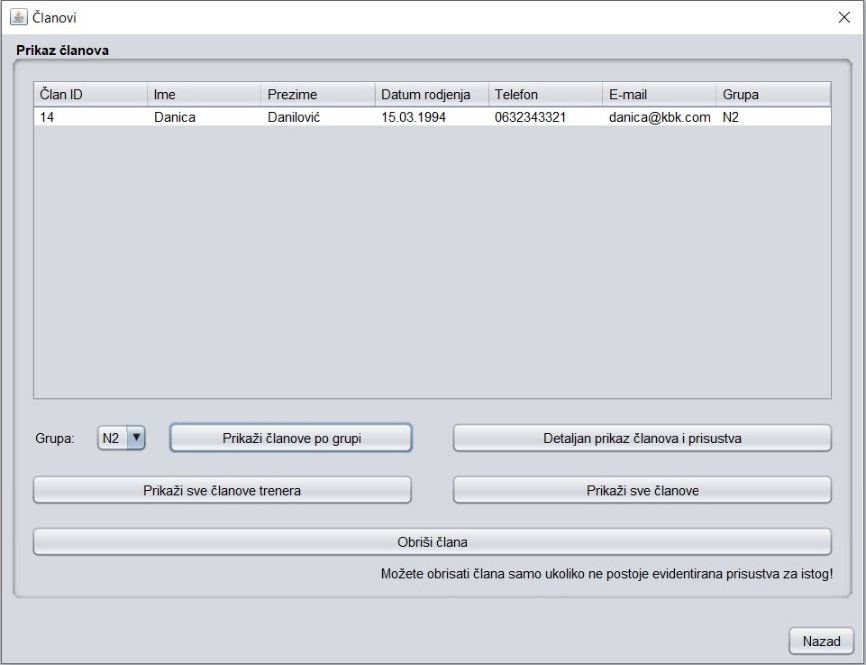 Članovi
Prikaz članova
Član ID Ime Prezime Datum rodjenja Telefon E-mail Grupa
14 Danica Danilović 15.03.1994 0632343321 danica@kbk.com N2
Grupa: N2 Prikaži članove po grupi Detaljan prikaz članova i prisustva
Prikaži sve članove trenera Prikaži sve članove
Obriši člana
Možete obrisati člana samo ukoliko ne postoje evidentirana prisustva za istog!
Nazad